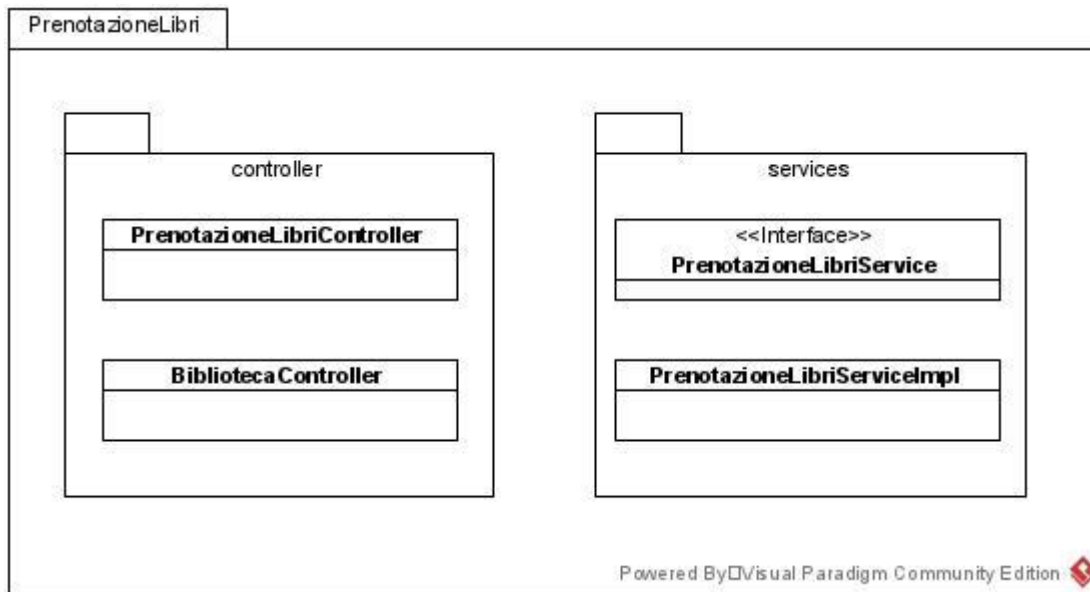 PrenotazioneLibri
controller
PrenotazioneLibriController
BibliotecaController
services
<<Interface>>
PrenotazioneLibriService
PrenotazioneLibriServiceImpl
Powered By□Visual Paradigm Community Edition